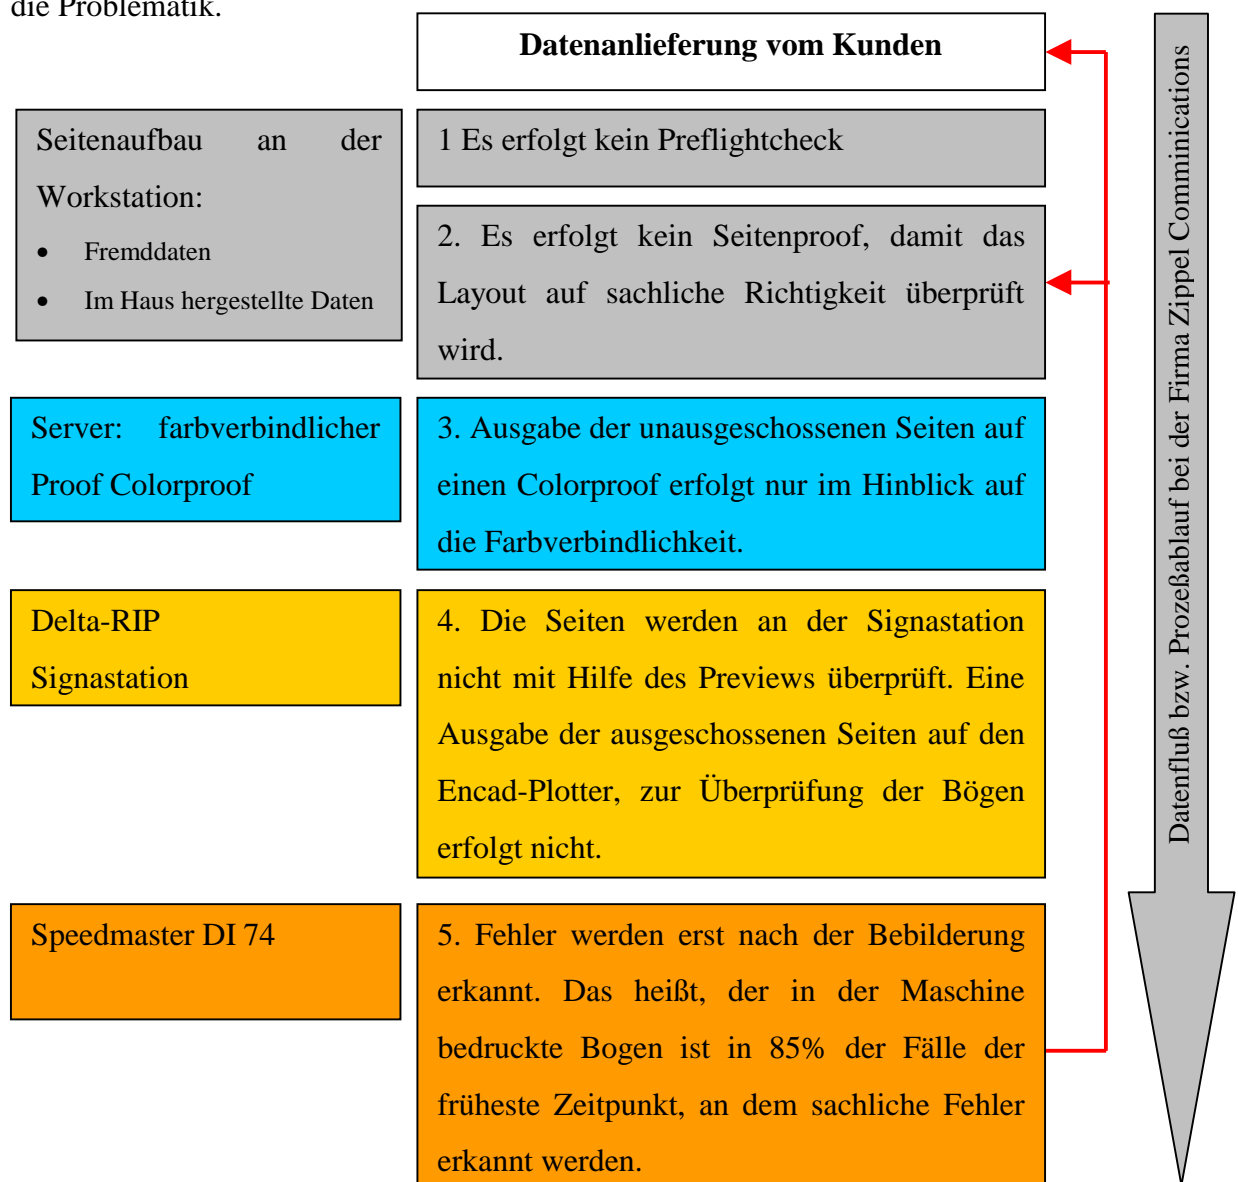 die Problematik.
Datenanlieferung vom Kunden
Seitenaufbau an der
Workstation:
• Fremddaten
• Im Haus hergestellte Daten
1 Es erfolgt kein Preflightcheck
2. Es erfolgt kein Seitenproof, damit das
Layout auf sachliche Richtigkeit überprüft
wird.
Server: farbverbindlicher
Proof Colorproof
3. Ausgabe der unausgeschossenen Seiten auf
einen Colorproof erfolgt nur im Hinblick auf
die Farbverbindlichkeit.
Delta-RIP
Signastation
4. Die Seiten werden an der Signastation
nicht mit Hilfe des Previews überprüft. Eine
Ausgabe der ausgeschossenen Seiten auf den
Encad-Plotter, zur Überprüfung der Bögen
erfolgt nicht.
Speedmaster DI 74
5. Fehler werden erst nach der Bebilderung
erkannt. Das heißt, der in der Maschine
bedruckte Bogen ist in 85% der Fälle der
früheste Zeitpunkt, an dem sachliche Fehler
erkannt werden.
Datenfluß bzw. Prozeßablauf bei der Firma Zippel Comminications